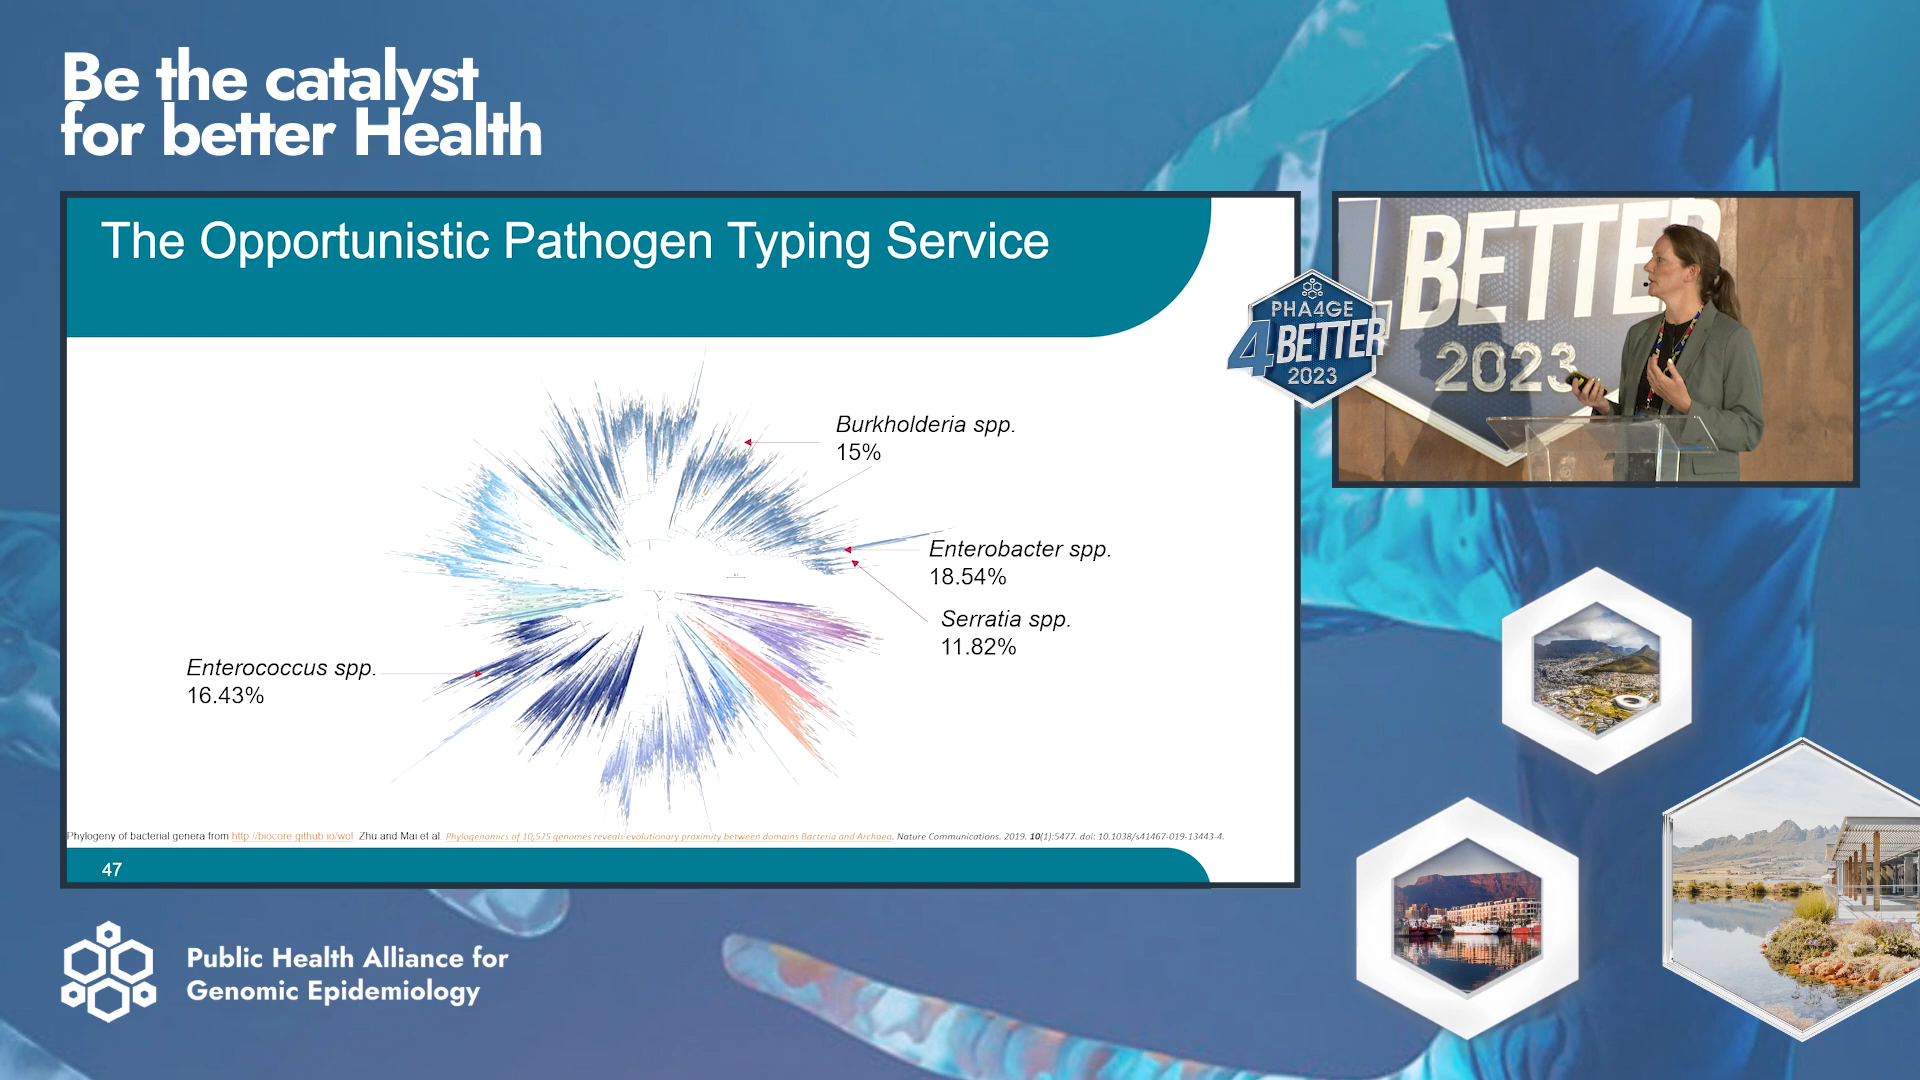 Be the catalyst
for better Health
The Opportunistic Pathogen Typing Service
Burkholderia spp.
15%
Enterobacter spp.
18.54%
Serratia spp.
11.82%
Enterococcus spp.
16.43%
Phylogeny of bacterial genera from http://biocore.github.io/wol Zhu and Mai et al. Phylogenomics of 10,575 genomes reveals evolutionary proximity between domains Bacteria and Archaea. Nature Communications. 2019. 10(1):5477. doi: 10.1038/s41467-019-13443-4.
47
PHA4GE
4BETTER
2023
BETTER
2023
Public Health Alliance for
Genomic Epidemiology